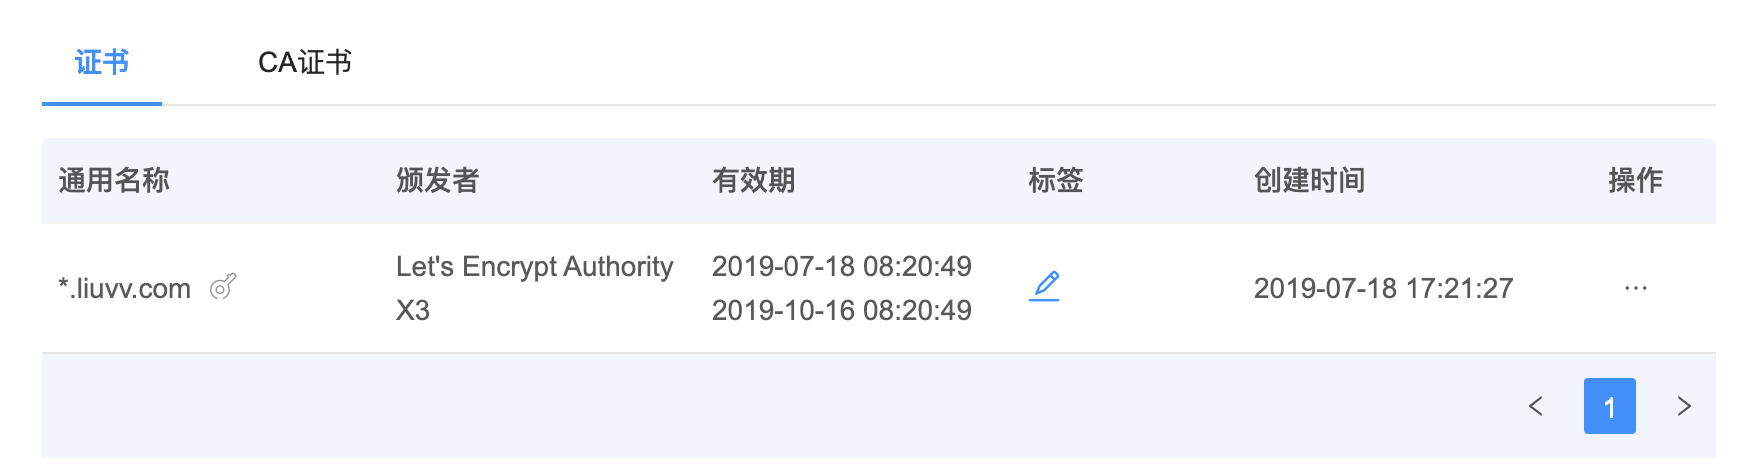 证书 CA证书
通用名称 颁发者 有效期 标签 创建时间 操作
*.liuvv.com Let's Encrypt Authority X3 2019-07-18 08:20:49 2019-10-16 08:20:49 2019-07-18 17:21:27 ···
< 1 >